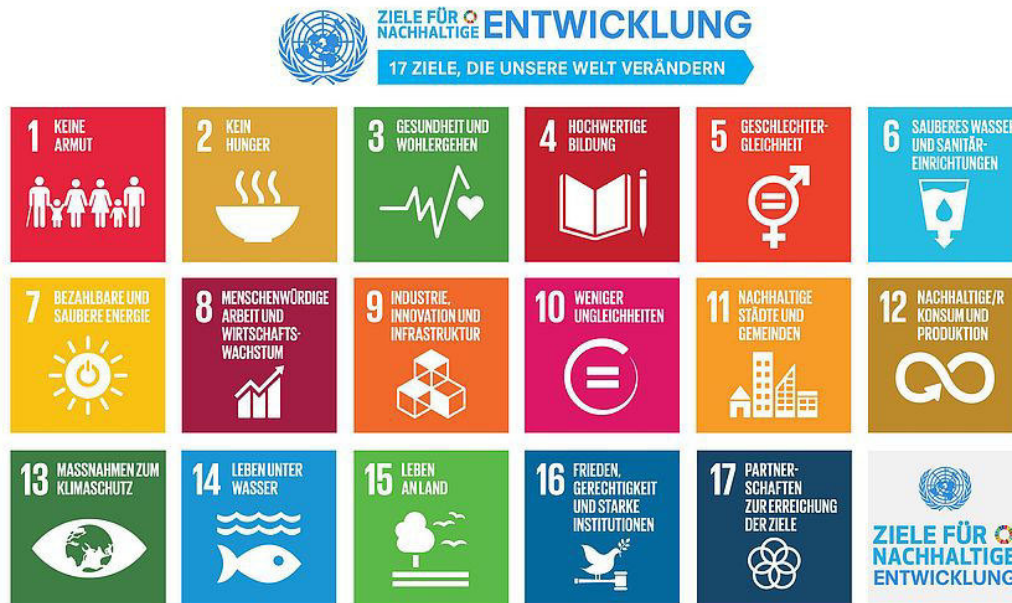 ZIELE FÜR
NACHHALTIGE
ENTWICKLUNG
17 ZIELE, DIE UNSERE WELT VERÄNDERN
1 KEINE
ARMUT
2 KEIN
HUNGER
3 GESUNDHEIT UND
WOHLERGEHEN
4 HOCHWERTIGE
BILDUNG
5 GESCHLECHTER-
GLEICHHEIT
6 SAUBERES WASSER
UND SANITÄR-
EINRICHTUNGEN
7 BEZAHLBARE UND
SAUBERE ENERGIE
8 MENSCHENWÜRDIGE
ARBEIT UND
WIRTSCHAFTS-
WACHSTUM
9 INDUSTRIE,
INNOVATION UND
INFRASTRUKTUR
10 WENIGER
UNGLEICHHEITEN
11 NACHHALTIGE
STÄDTE UND
GEMEINDEN
12 NACHHALTIGE/R
KONSUM UND
PRODUKTION
13 MASSNAHMEN ZUM
KLIMASCHUTZ
14 LEBEN UNTER
WASSER
15 LEBEN
AN LAND
16 FRIEDEN,
GERECHTIGKEIT
UND STARKE
INSTITUTIONEN
17 PARTNER-
SCHAFTEN
ZUR ERREICHUNG
DER ZIELE
ZIELE FÜR
NACHHALTIGE
ENTWICKLUNG